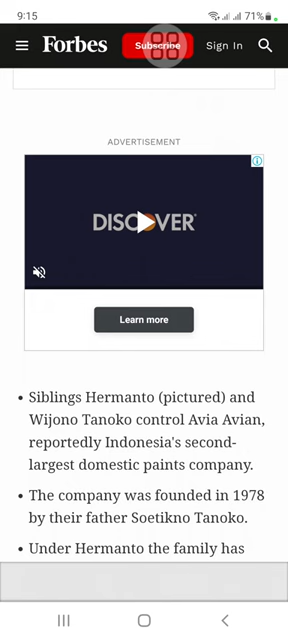 9:15
71%
Forbes
Subscribe
Sign In
ADVERTISEMENT
DISCOVER
Learn more
• Siblings Hermanto (pictured) and
Wijono Tanoko control Avia Avian,
reportedly Indonesia's second-
largest domestic paints company.
• The company was founded in 1978
by their father Soetikno Tanoko.
• Under Hermanto the family has